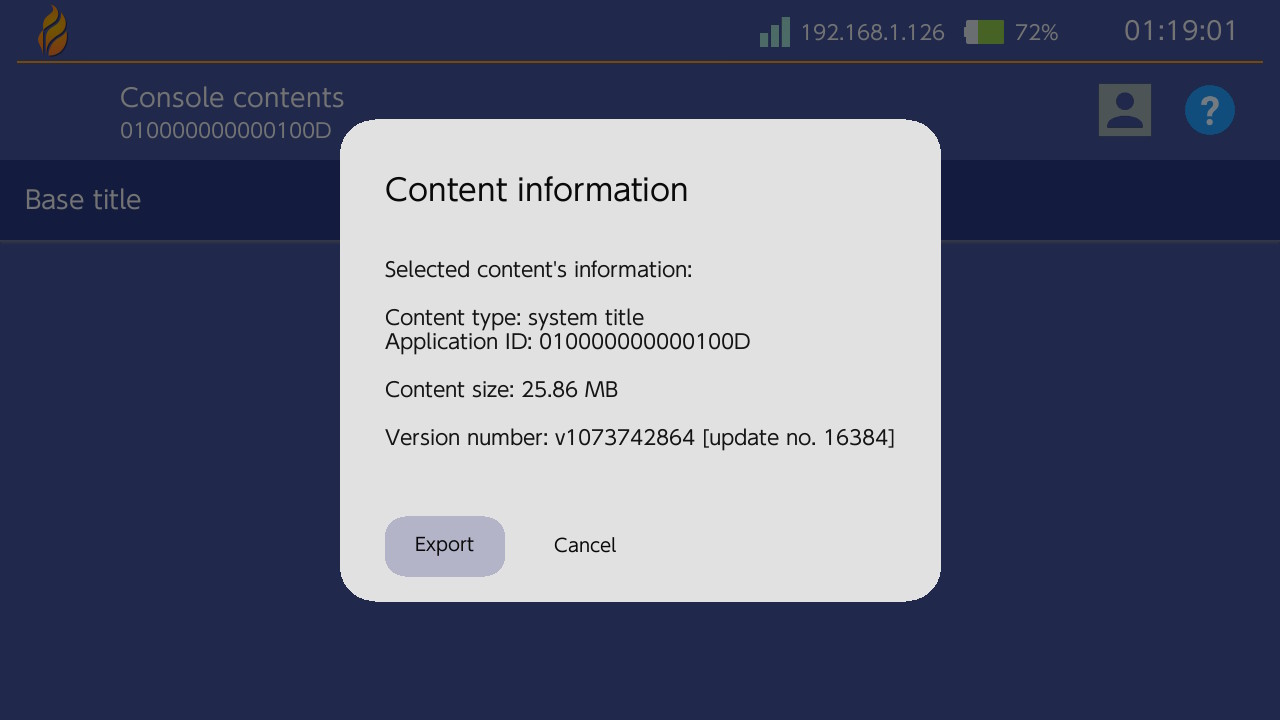 192.168.1.126 72% 01:19:01
Console contents
010000000000100D
?
Base title
Content information
Selected content's information:
Content type: system title
Application ID: 010000000000100D
Content size: 25.86 MB
Version number: v1073742864 [update no. 16384]
Export Cancel